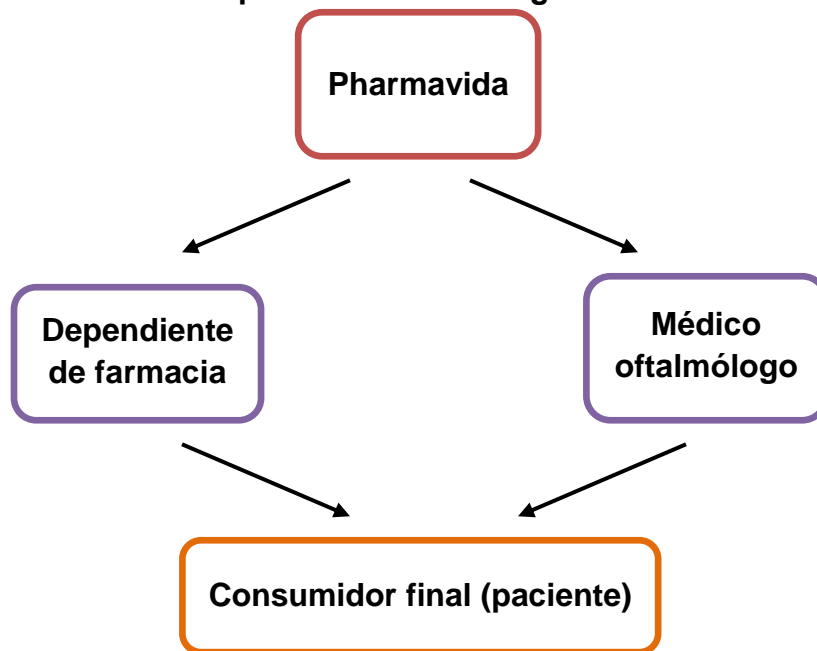 Pharmavida
Dependiente
de farmacia
Médico
oftalmólogo
Consumidor final (paciente)